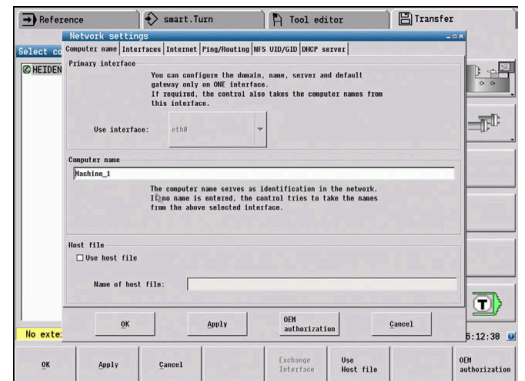 Reference
smart.Turn
Tool editor
Transfer
Network settings
Select co
Computer name Interfaces Internet Ping/Routing NFS UID/GID DHCP server
HEIDEN
Primary interface
You can configure the domain, name, server and default
gateway only on ONE interface.
If required, the control also takes the computer names from
this interface.
Use interface: eth0
Computer name
Machine_1
The computer name serves as identification in the network.
If no name is entered, the control tries to take the names
from the above selected interface.
Host file
Use host file
Name of host file:
OK
Apply
OEM
authorization
Cancel
No exte
6:12:30
OK
Apply
Cancel
Exchange
Interface
Use
Host file
OEM
authorization
T